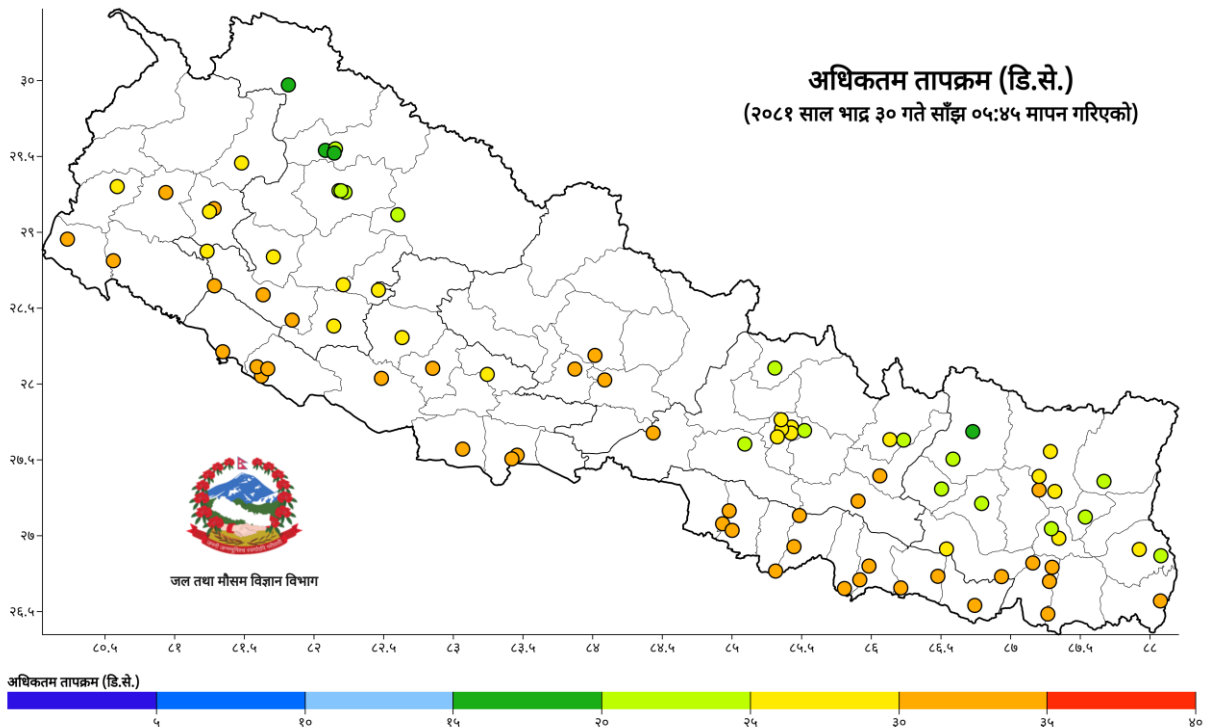 अधिकतम तापक्रम (डि.से.)
(२०८१ साल भाद्र ३० गते साँझ ०५:४५ मापन गरिएको)
३०
२९.५
२९
२८.५
२८
२७.५
२७
२६.५
जल तथा मौसम विज्ञान विभाग
८०.५ ८१ ८१.५ ८२ ८२.५ ८३ ८३.५ ८४ ८४.५ ८५ ८५.५ ८६ ८६.५ ८७ ८७.५ ८८
अधिकतम तापक्रम (डि.से.)
५ १० १५ २० २५ ३० ३५ ४०